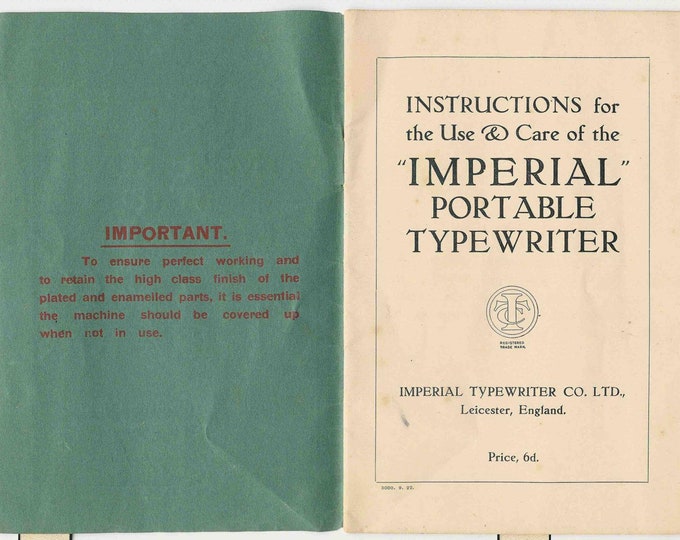 IMPORTANT.
To ensure perfect working and
to retain the high class finish of the
plated and enamelled parts, it is essential
the machine should be covered up
when not in use.
INSTRUCTIONS for
the Use & Care of the
"IMPERIAL"
PORTABLE
TYPEWRITER
ITC
REGISTERED
TRADE MARK.
IMPERIAL TYPEWRITER CO. LTD.,
Leicester, England.
Price, 6d.